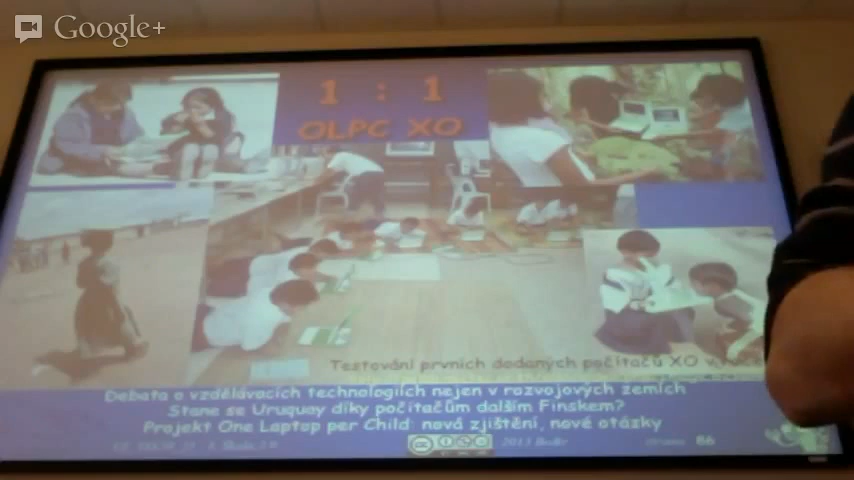 Google+
1 : 1
OLPC XO
Testování prvních dodaných počítačů XO v
Debata o vzdělávacích technologiích nejen v rozvojových zemích
Stane se Uruguay díky počítačům dalším Finskem?
Projekt One Laptop per Child: nová zjištění, nové otázky
2013 strana 86